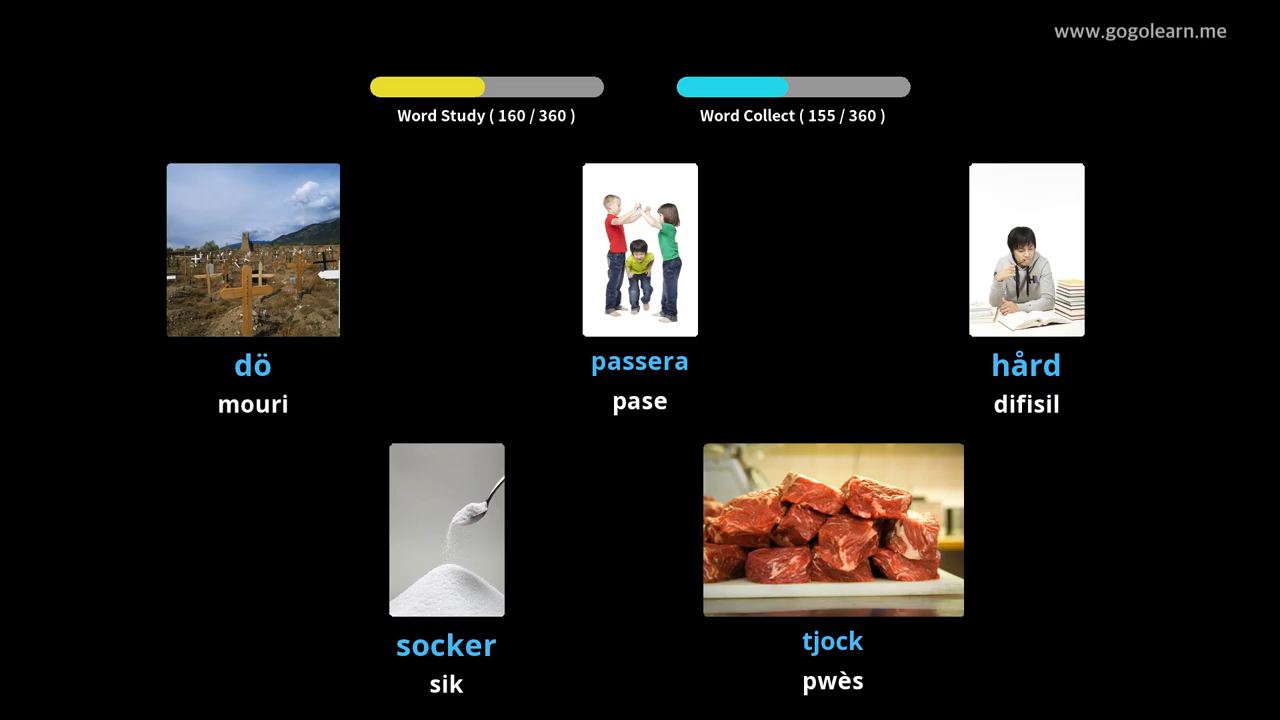 www.gogolearn.me
Word Study ( 160 / 360 )
Word Collect ( 155 / 360 )
dö
mouri
passera
pase
hård
difisil
socker
sik
tjock
pwès